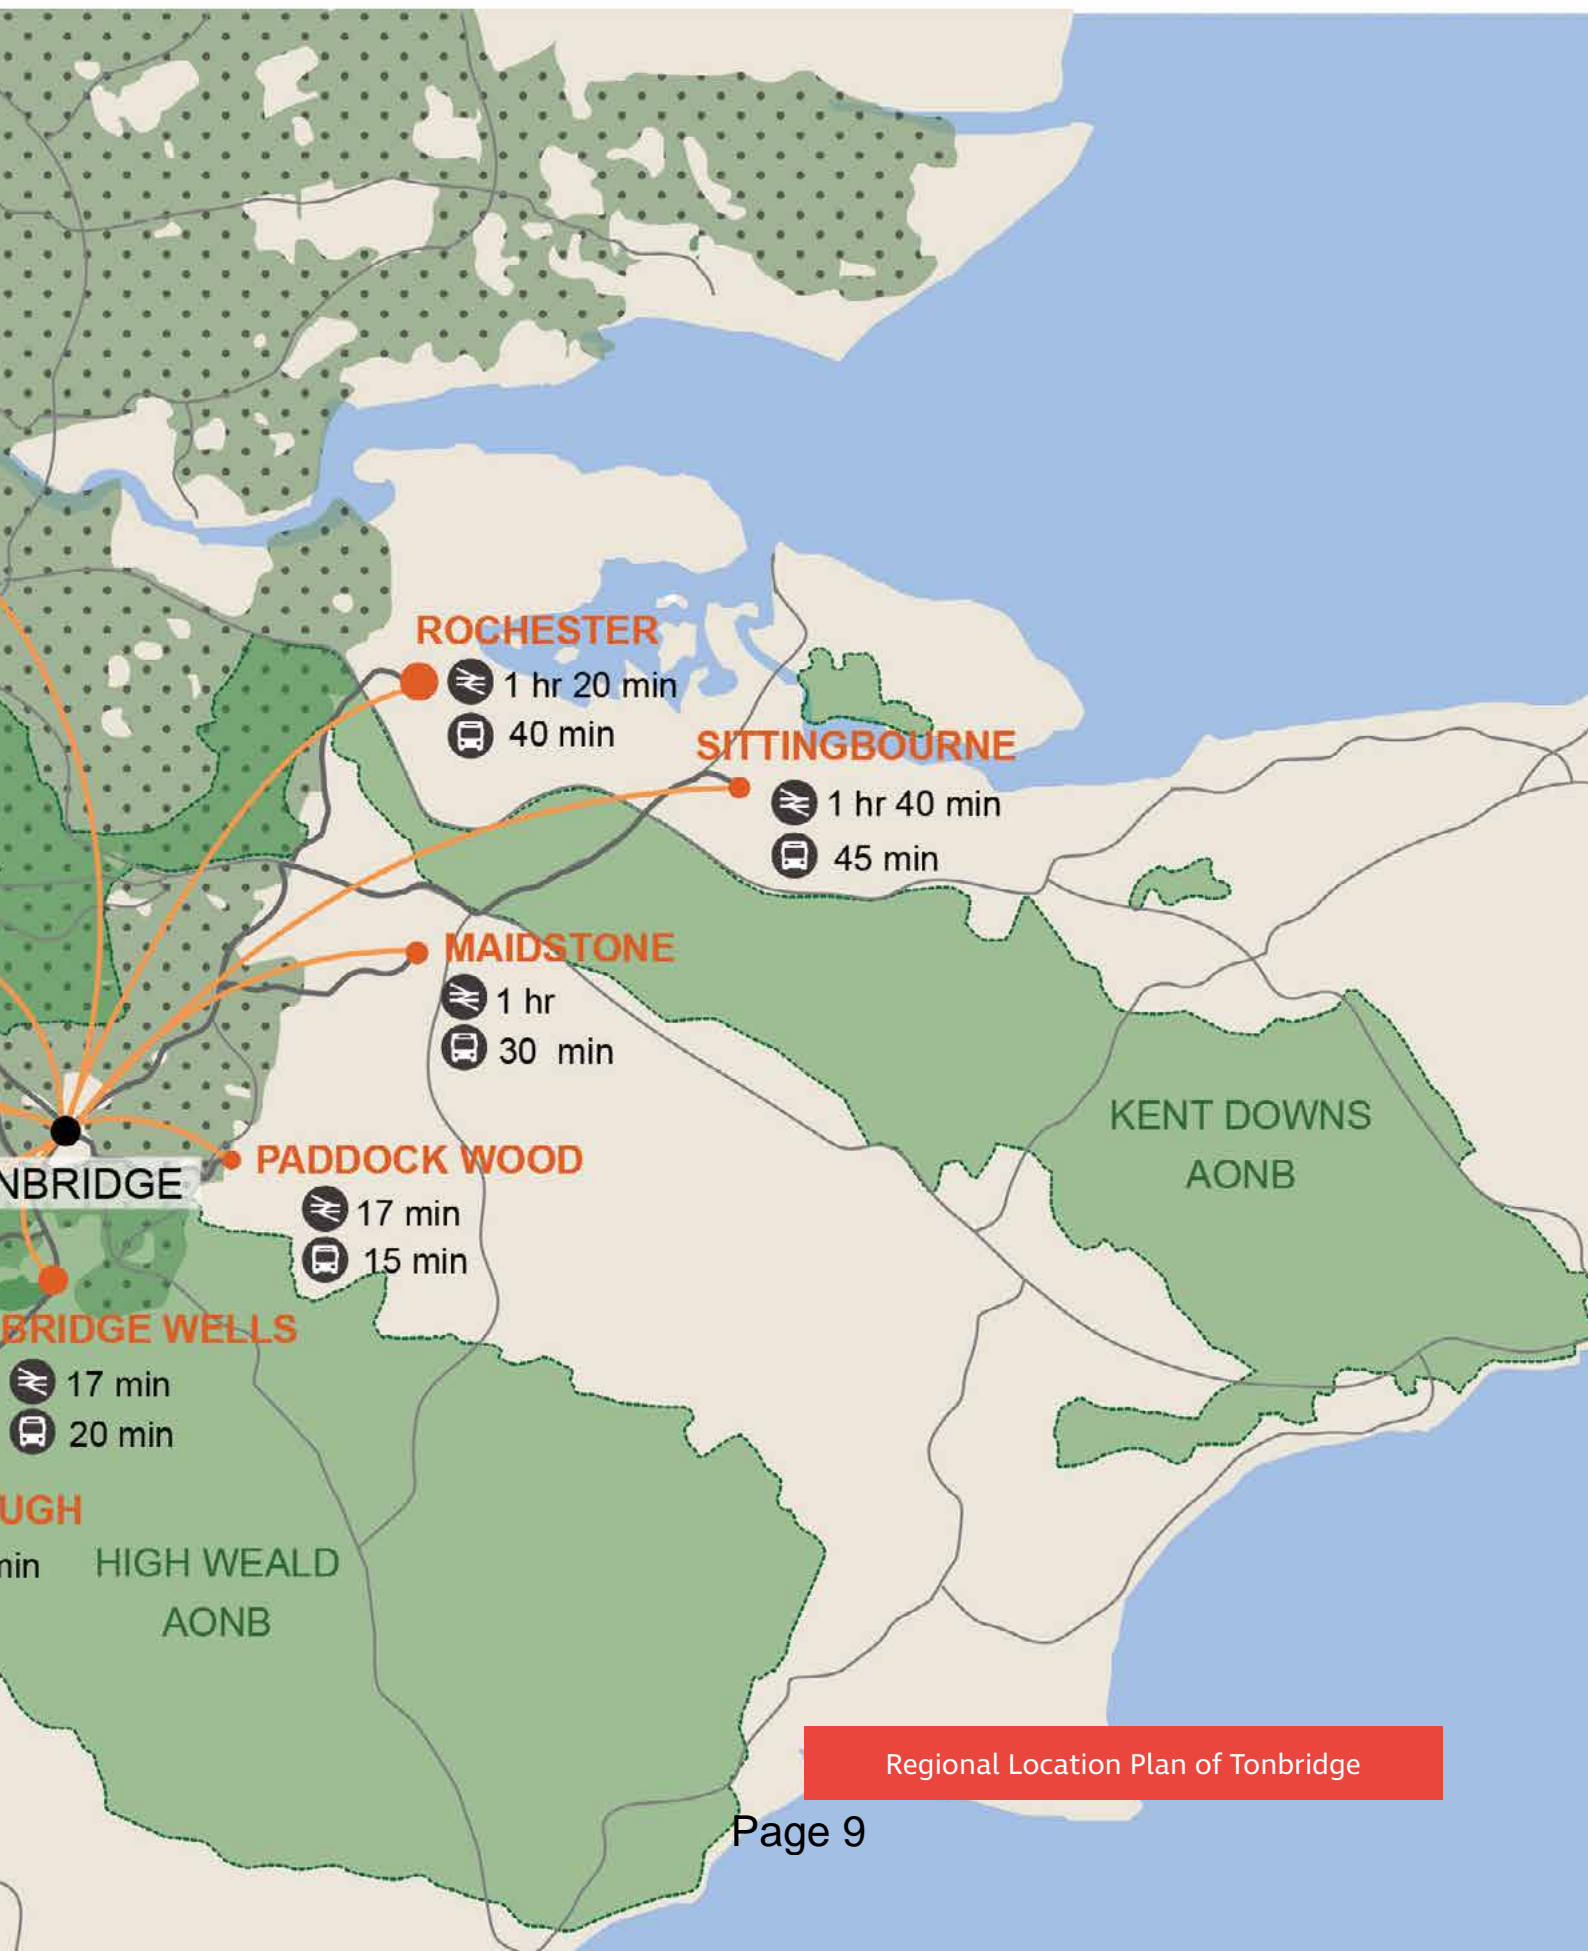 ROCHESTER
1 hr 20 min
40 min
SITTINGBOURNE
1 hr 40 min
45 min
MAIDSTONE
1 hr
30 min
KENT DOWNS
AONB
PADDOCK WOOD
NBRIDGE
17 min
15 min
BRIDGE WELLS
17 min
20 min
UGH
min
HIGH WEALD
AONB
Regional Location Plan of Tonbridge
Page 9